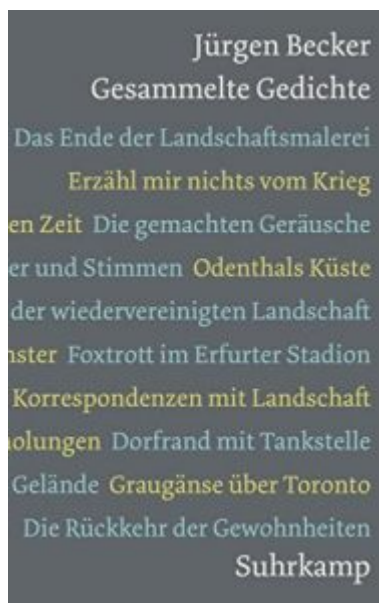 Jürgen Becker
Gesammelte Gedichte
Das Ende der Landschaftsmalerei
Erzähl mir nichts vom Krieg
en Zeit Die gemachten Geräusche
er und Stimmen Odenthals Küste
der wiedervereinigten Landschaft
nster Foxtrott im Erfurter Stadion
Korrespondenzen mit Landschaft
holungen Dorfrand mit Tankstelle
Gelände Graugänse über Toronto
Die Rückkehr der Gewohnheiten
Suhrkamp